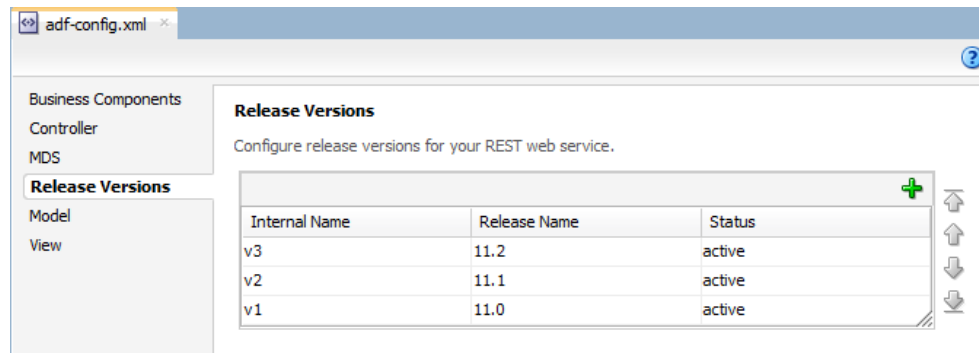 adf-config.xml
Business Components
Controller
MDS
Release Versions
Model
View
Release Versions
Configure release versions for your REST web service.
Internal Name Release Name Status
v3 11.2 active
v2 11.1 active
v1 11.0 active